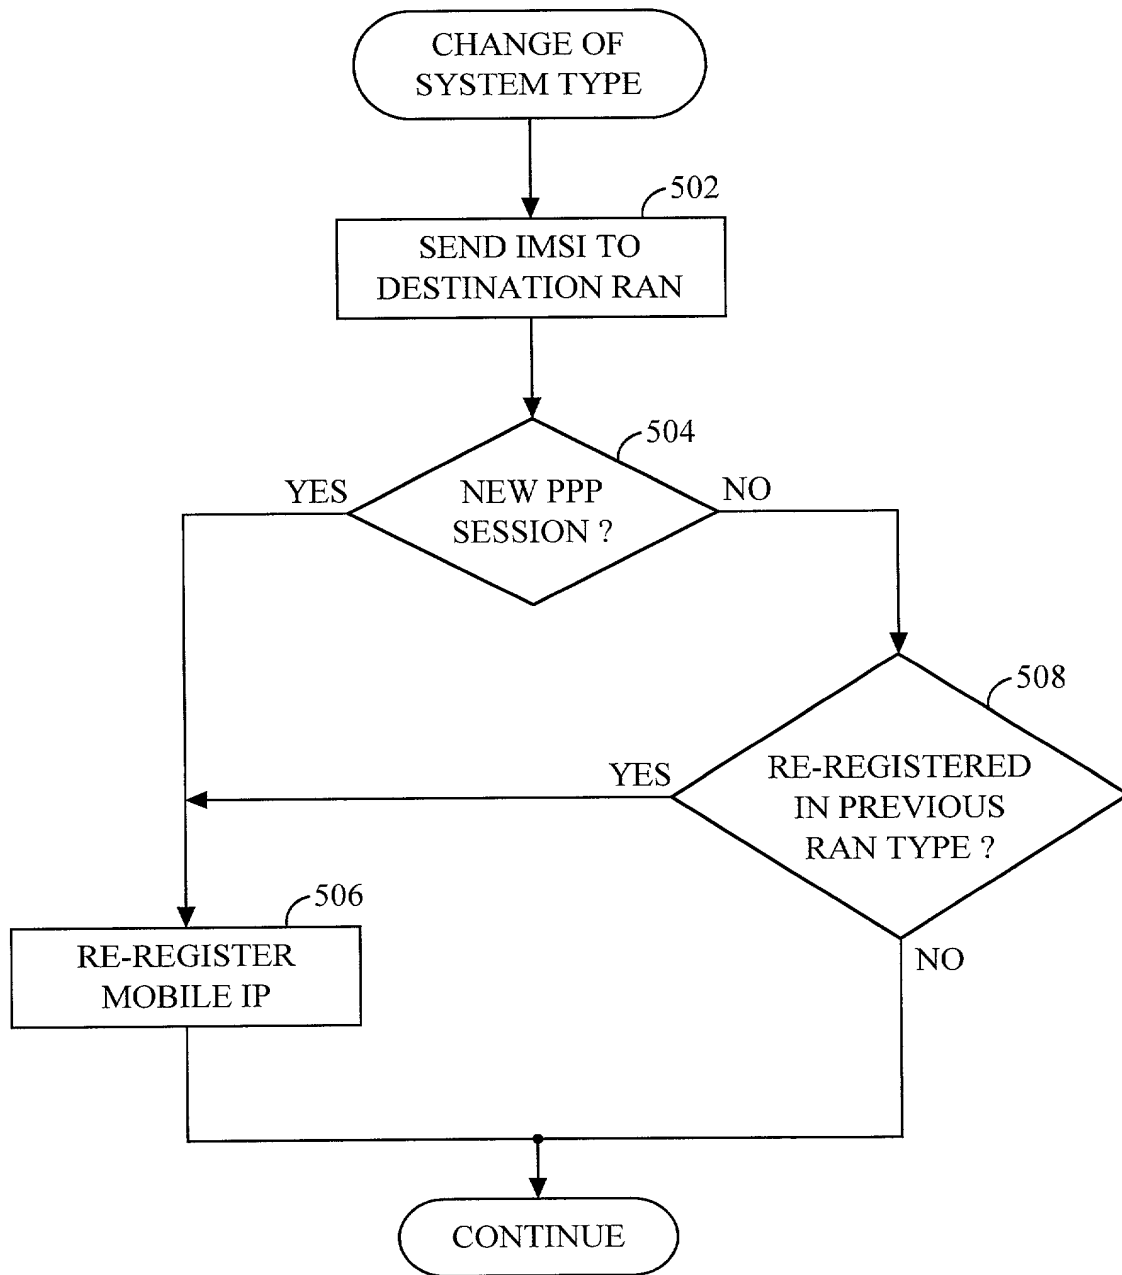 CHANGE OF
SYSTEM TYPE
502
SEND IMSI TO
DESTINATION RAN
504
YES
NEW PPP
SESSION ?
NO
508
YES
RE-REGISTERED
IN PREVIOUS
RAN TYPE ?
506
RE-REGISTER
MOBILE IP
NO
CONTINUE